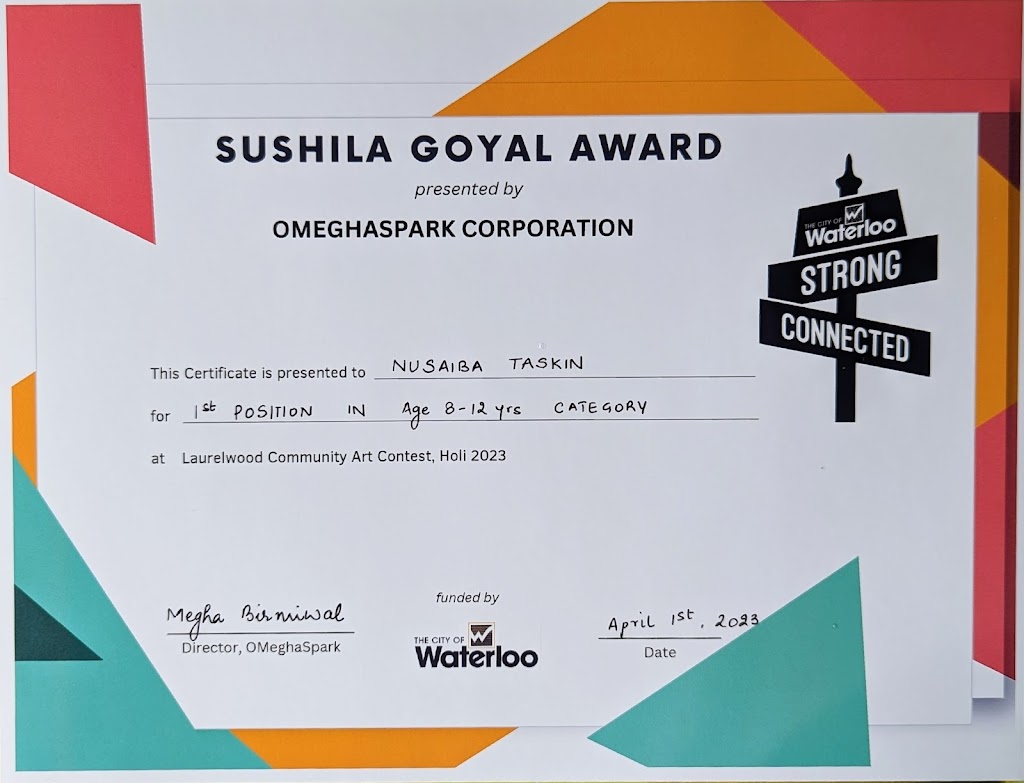 SUSHILA GOYAL AWARD
presented by
OMEGHASPARK CORPORATION
THE CITY OF
Waterloo
STRONG
CONNECTED
This Certificate is presented to NUSAIBA TASKIN
for 1st POSITION IN Age 8-12 yrs CATEGORY
at Laurelwood Community Art Contest, Holi 2023
Megha Birmiwal
Director, OMeghaSpark
funded by
THE CITY OF
Waterloo
April 1st, 2023
Date